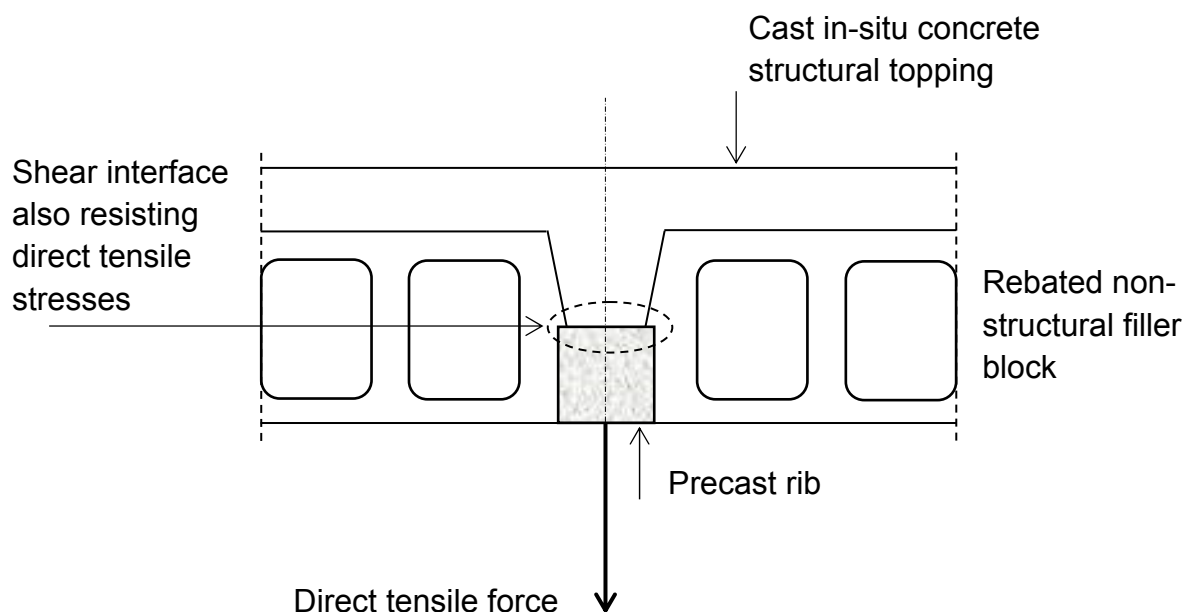 Cast in-situ concrete
structural topping
Shear interface
also resisting
direct tensile
stresses
Rebated non-
structural filler
block
Precast rib
Direct tensile force